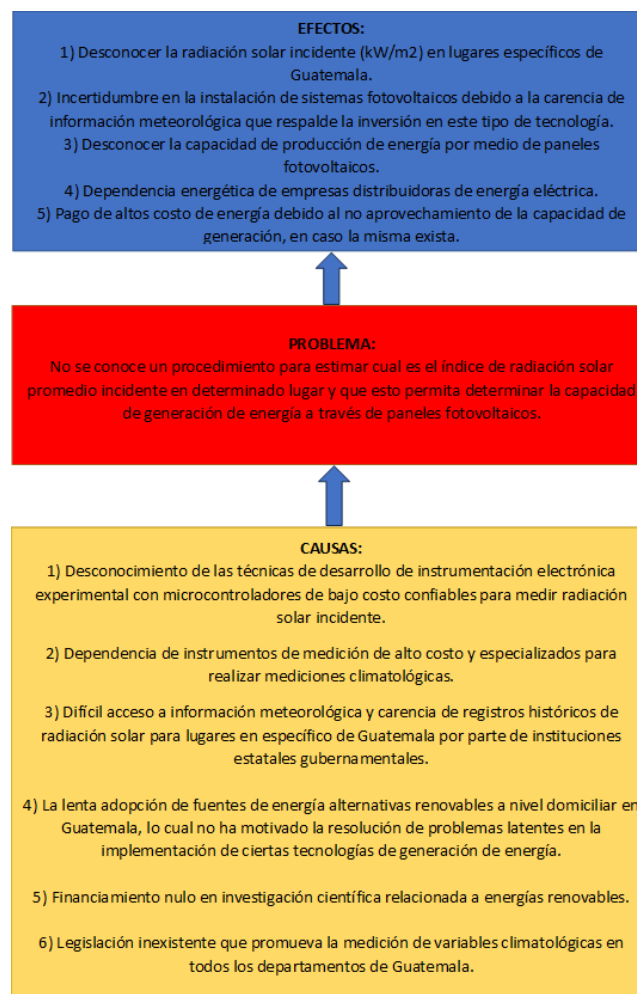 EFECTOS:
1) Desconocer la radiación solar incidente (kW/m2) en lugares específicos de
Guatemala.
2) Incertidumbre en la instalación de sistemas fotovoltaicos debido a la carencia de
información meteorológica que respalde la inversión en este tipo de tecnología.
3) Desconocer la capacidad de producción de energía por medio de paneles
fotovoltaicos.
4) Dependencia energética de empresas distribuidoras de energía eléctrica.
5) Pago de altos costo de energía debido al no aprovechamiento de la capacidad de
generación, en caso la misma exista.
PROBLEMA:
No se conoce un procedimiento para estimar cual es el índice de radiación solar
promedio incidente en determinado lugar y que esto permita determinar la capacidad
de generación de energía a través de paneles fotovoltaicos.
CAUSAS:
1) Desconocimiento de las técnicas de desarrollo de instrumentación electrónica
experimental con microcontroladores de bajo costo confiables para medir radiación
solar incidente.
2) Dependencia de instrumentos de medición de alto costo y especializados para
realizar mediciones climatológicas.
3) Difícil acceso a información meteorológica y carencia de registros históricos de
radiación solar para lugares en específico de Guatemala por parte de instituciones
estatales gubernamentales.
4) La lenta adopción de fuentes de energía alternativas renovables a nivel domiciliar en
Guatemala, lo cual no ha motivado la resolución de problemas latentes en la
implementación de ciertas tecnologías de generación de energía.
5) Financiamiento nulo en investigación científica relacionada a energías renovables.
6) Legislación inexistente que promueva la medición de variables climatológicas en
todos los departamentos de Guatemala.